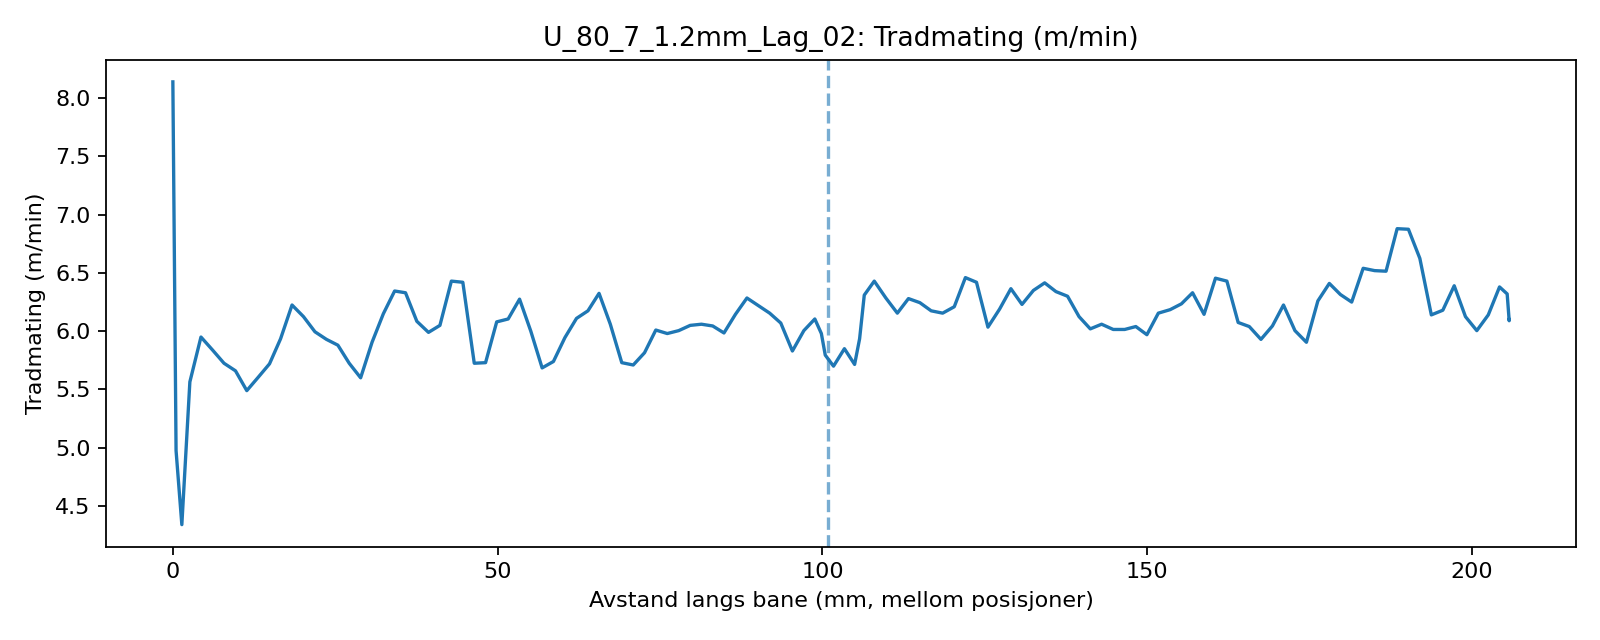 U_80_7_1.2mm_Lag_02: Tradmating (m/min)
Tradmating (m/min)
8.0
7.5
7.0
6.5
6.0
5.5
5.0
4.5
0 50 100 150 200
Avstand langs bane (mm, mellom posisjoner)